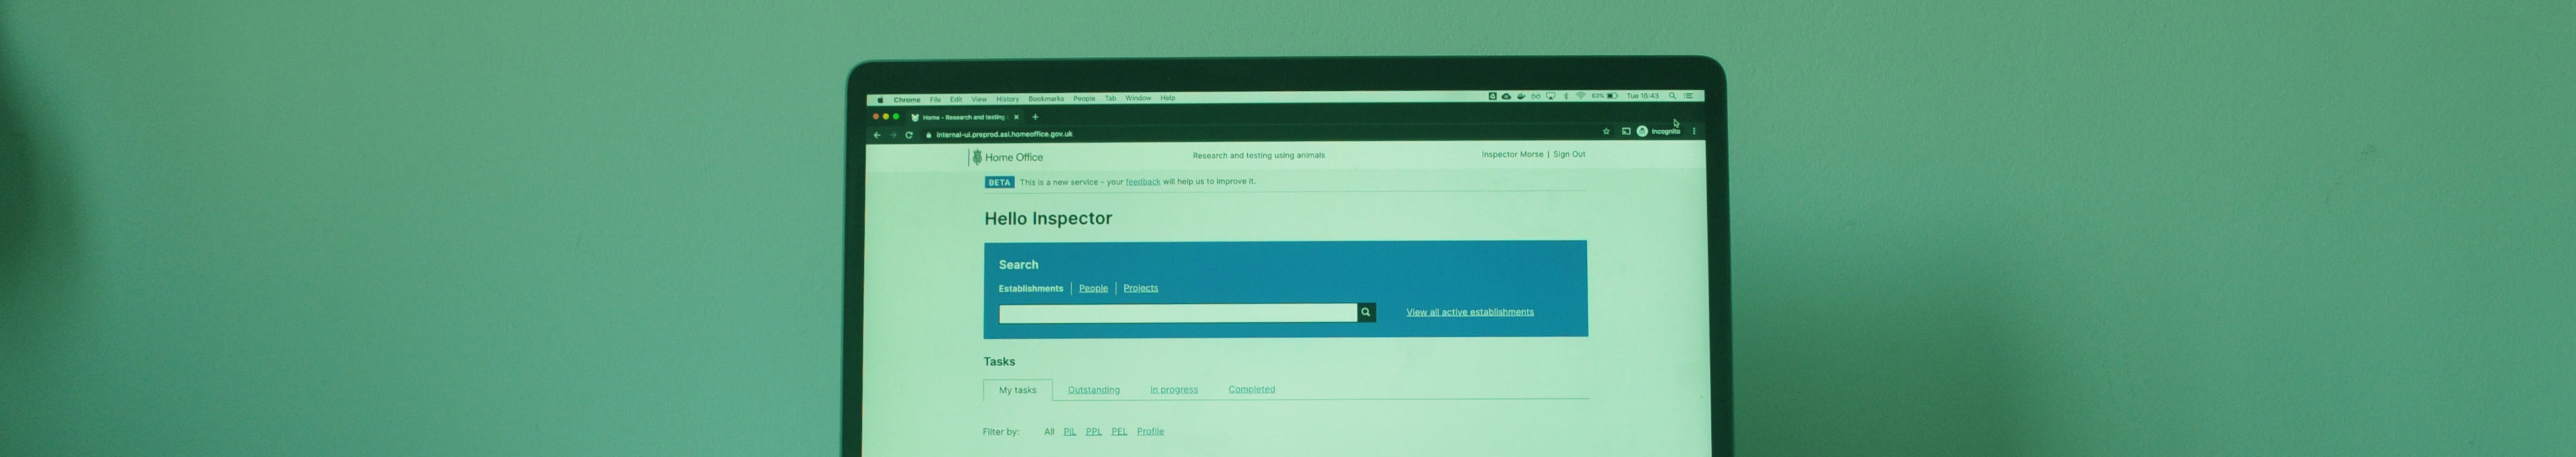 Chrome File Edit View History Bookmarks People Tab Window Help 63% Tue 16:43
Home - Research and testing
internal-ui.preprod.asl.homeoffice.gov.uk Incognito
Home Office Research and testing using animals Inspector Morse | Sign Out
BETA This is a new service – your feedback will help us to improve it.
Hello Inspector
Search
Establishments People Projects
View all active establishments
Tasks
My tasks Outstanding In progress Completed
Filter by: All PIL PPL PEL Profile